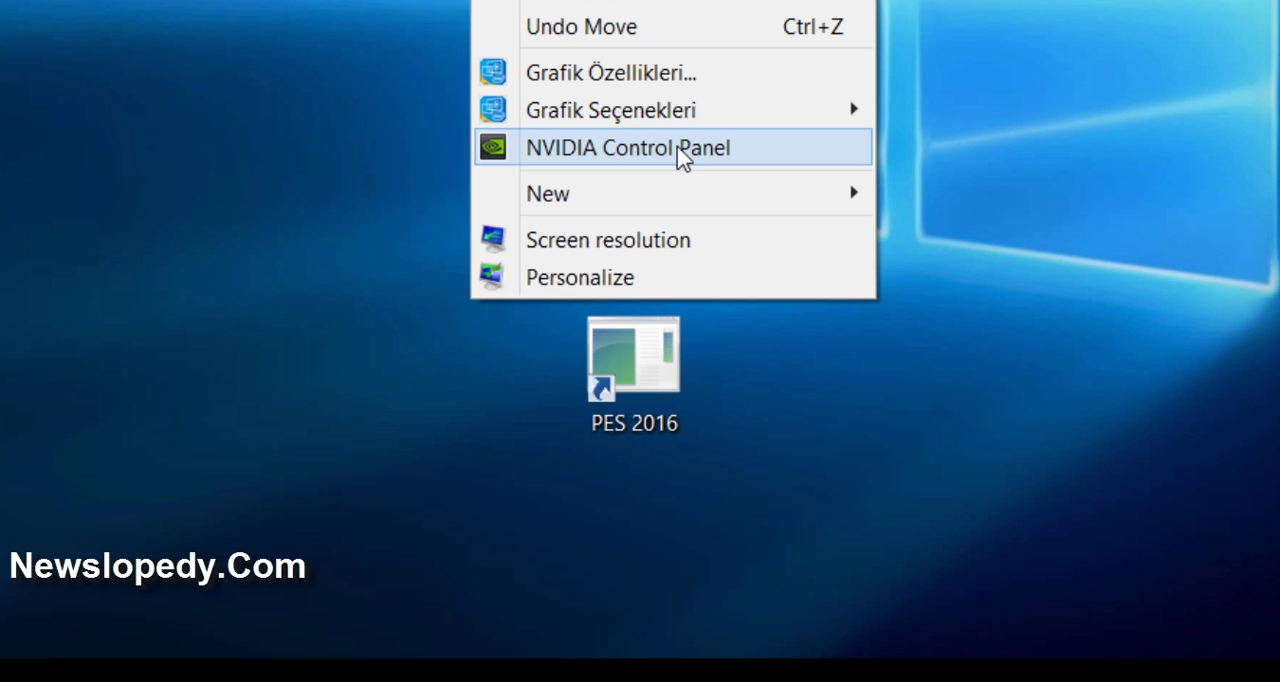 Undo Move Ctrl+Z
Grafik Özellikleri...
Grafik Seçenekleri
NVIDIA Control Panel
New
Screen resolution
Personalize
PES 2016
Newslopedy.Com